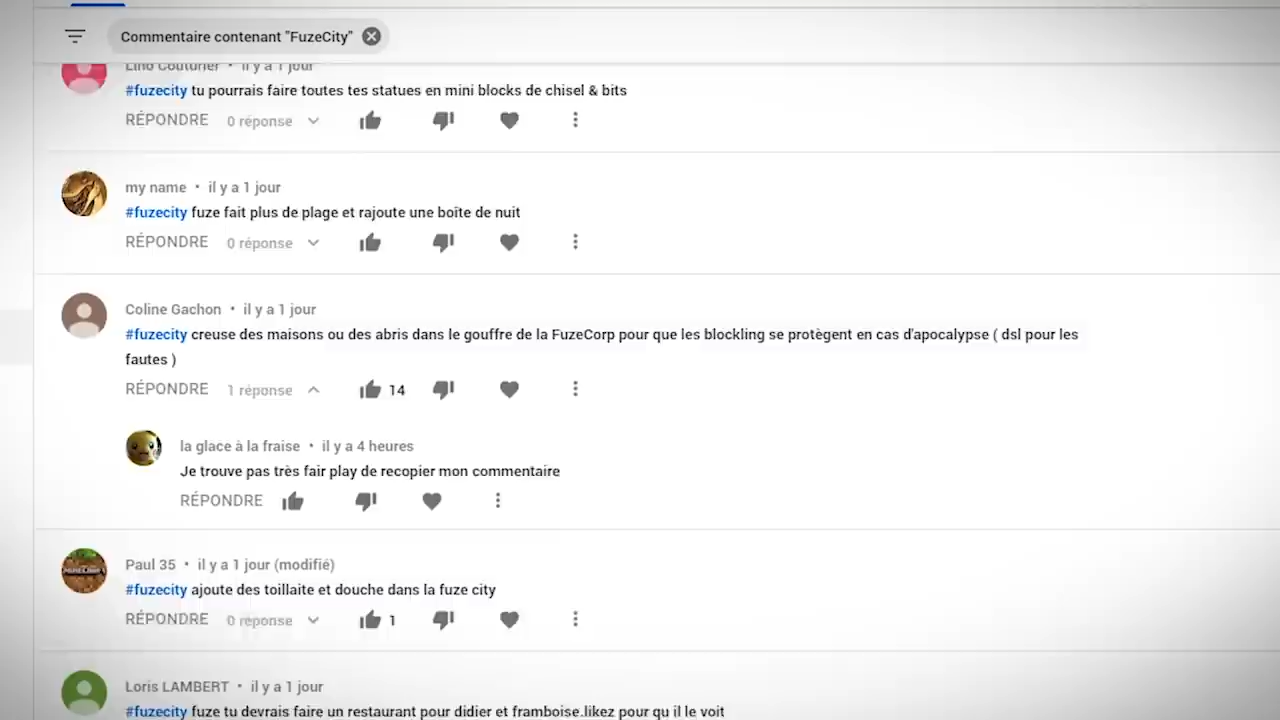 Commentaire contenant "FuzeCity"
Lino Couturier • il y a 1 jour
#fuzecity tu pourrais faire toutes tes statues en mini blocks de chisel & bits
RÉPONDRE 0 réponse
my name • il y a 1 jour
#fuzecity fuze fait plus de plage et rajoute une boîte de nuit
RÉPONDRE 0 réponse
Coline Gachon • il y a 1 jour
#fuzecity creuse des maisons ou des abris dans le gouffre de la FuzeCorp pour que les blockling se protègent en cas d'apocalypse ( dsl pour les
fautes )
RÉPONDRE 1 réponse 14
la glace à la fraise • il y a 4 heures
Je trouve pas très fair play de recopier mon commentaire
RÉPONDRE
Paul 35 • il y a 1 jour (modifié)
#fuzecity ajoute des toillaite et douche dans la fuze city
RÉPONDRE 0 réponse 1
Loris LAMBERT • il y a 1 jour
#fuzecity fuze tu devrais faire un restaurant pour didier et framboise.likez pour qu il le voit